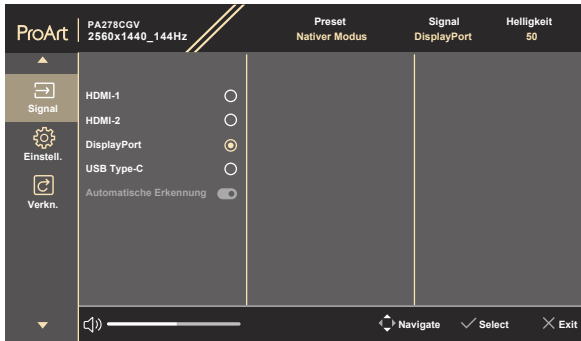 ProArt
PA278CGV
2560x1440_144Hz
Preset
Nativer Modus
Signal
DisplayPort
Helligkeit
50
Signal
Einstell.
Verkn.
HDMI-1
HDMI-2
DisplayPort
USB Type-C
Automatische Erkennung
Navigate
Select
Exit